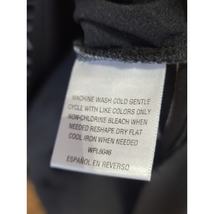 MACHINE WASH COLD GENTLE
CYCLE WITH LIKE COLORS ONLY
NON-CHLORINE BLEACH WHEN
NEEDED RESHAPE DRY FLAT
COOL IRON WHEN NEEDED
WPL6046
ESPAÑOL EN REVERSO